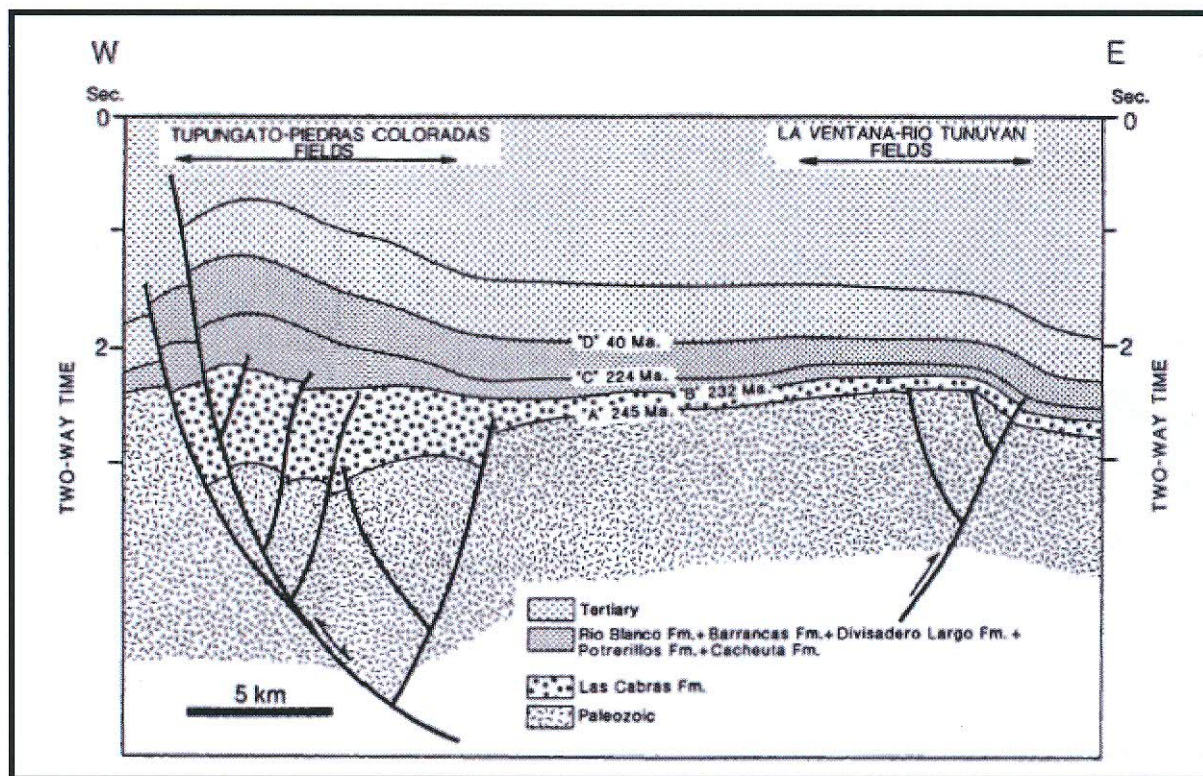 W
E
Sec.
Sec.
0
0
TUPUNGATO-PIEDRAS COLORADAS
FIELDS
LA VENTANA-RIO TUNUYAN
FIELDS
2
2
"D" 40 Ma.
"C" 224 Ma.
"B" 232 Ma.
"A" 245 Ma.
TWO-WAY TIME
TWO-WAY TIME
Tertiary
Rio Blanco Fm.+ Barrancas Fm.+ Divisadero Largo Fm. +
Potrerillos Fm.+ Cacheuta Fm.
Las Cabras Fm.
Paleozoic
5 km